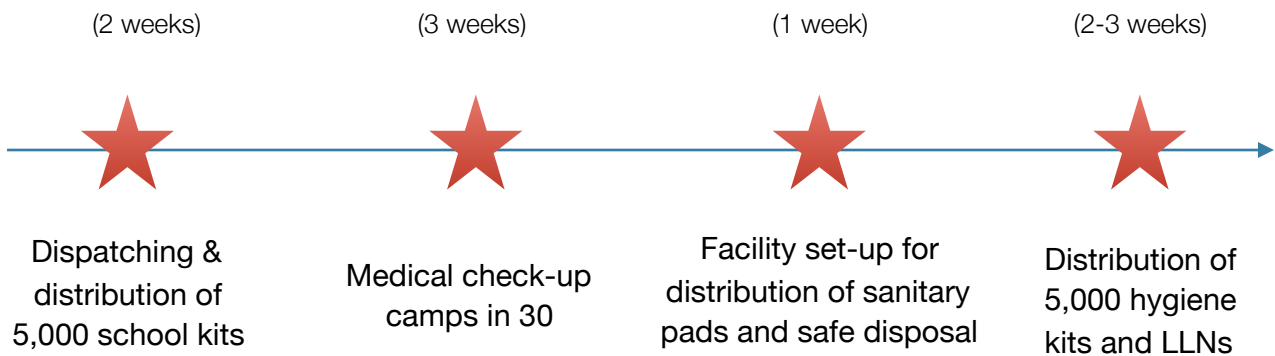 (2 weeks)
(3 weeks)
(1 week)
(2-3 weeks)
Dispatching &
distribution of
5,000 school kits
Medical check-up
camps in 30
Facility set-up for
distribution of sanitary
pads and safe disposal
Distribution of
5,000 hygiene
kits and LLNs